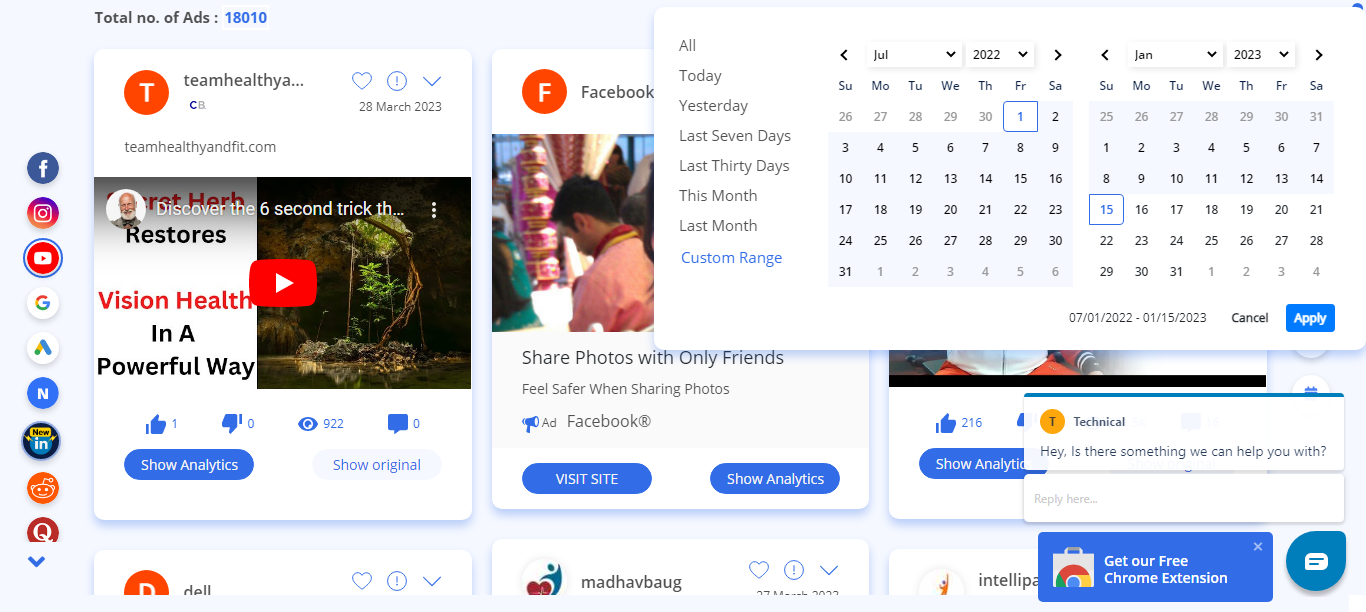 Total no. of Ads : 18010
T
teamhealthya...
CB
28 March 2023
teamhealthyandfit.com
Secret Herb
Discover the 6 second trick th...
Restores
Vision Health
In A
Powerful Way
1
0
922
0
Show Analytics
Show original
F
Facebook
Share Photos with Only Friends
Feel Safer When Sharing Photos
Ad
Facebook®
VISIT SITE
Show Analytics
All
Today
Yesterday
Last Seven Days
Last Thirty Days
This Month
Last Month
Custom Range
Jul 2022
Su Mo Tu We Th Fr Sa
26 27 28 29 30 1 2
3 4 5 6 7 8 9
10 11 12 13 14 15 16
17 18 19 20 21 22 23
24 25 26 27 28 29 30
31 1 2 3 4 5 6
Jan 2023
Su Mo Tu We Th Fr Sa
25 26 27 28 29 30 31
1 2 3 4 5 6 7
8 9 10 11 12 13 14
15 16 17 18 19 20 21
22 23 24 25 26 27 28
29 30 31 1 2 3 4
07/01/2022 - 01/15/2023
Cancel
Apply
216
Show Analytic
Show original
T
Technical
Hey, Is there something we can help you with?
Reply here...
Get our Free
Chrome Extension
N
New
in
Q
D
dell
madhavbaug
27 March 2023
intellipa